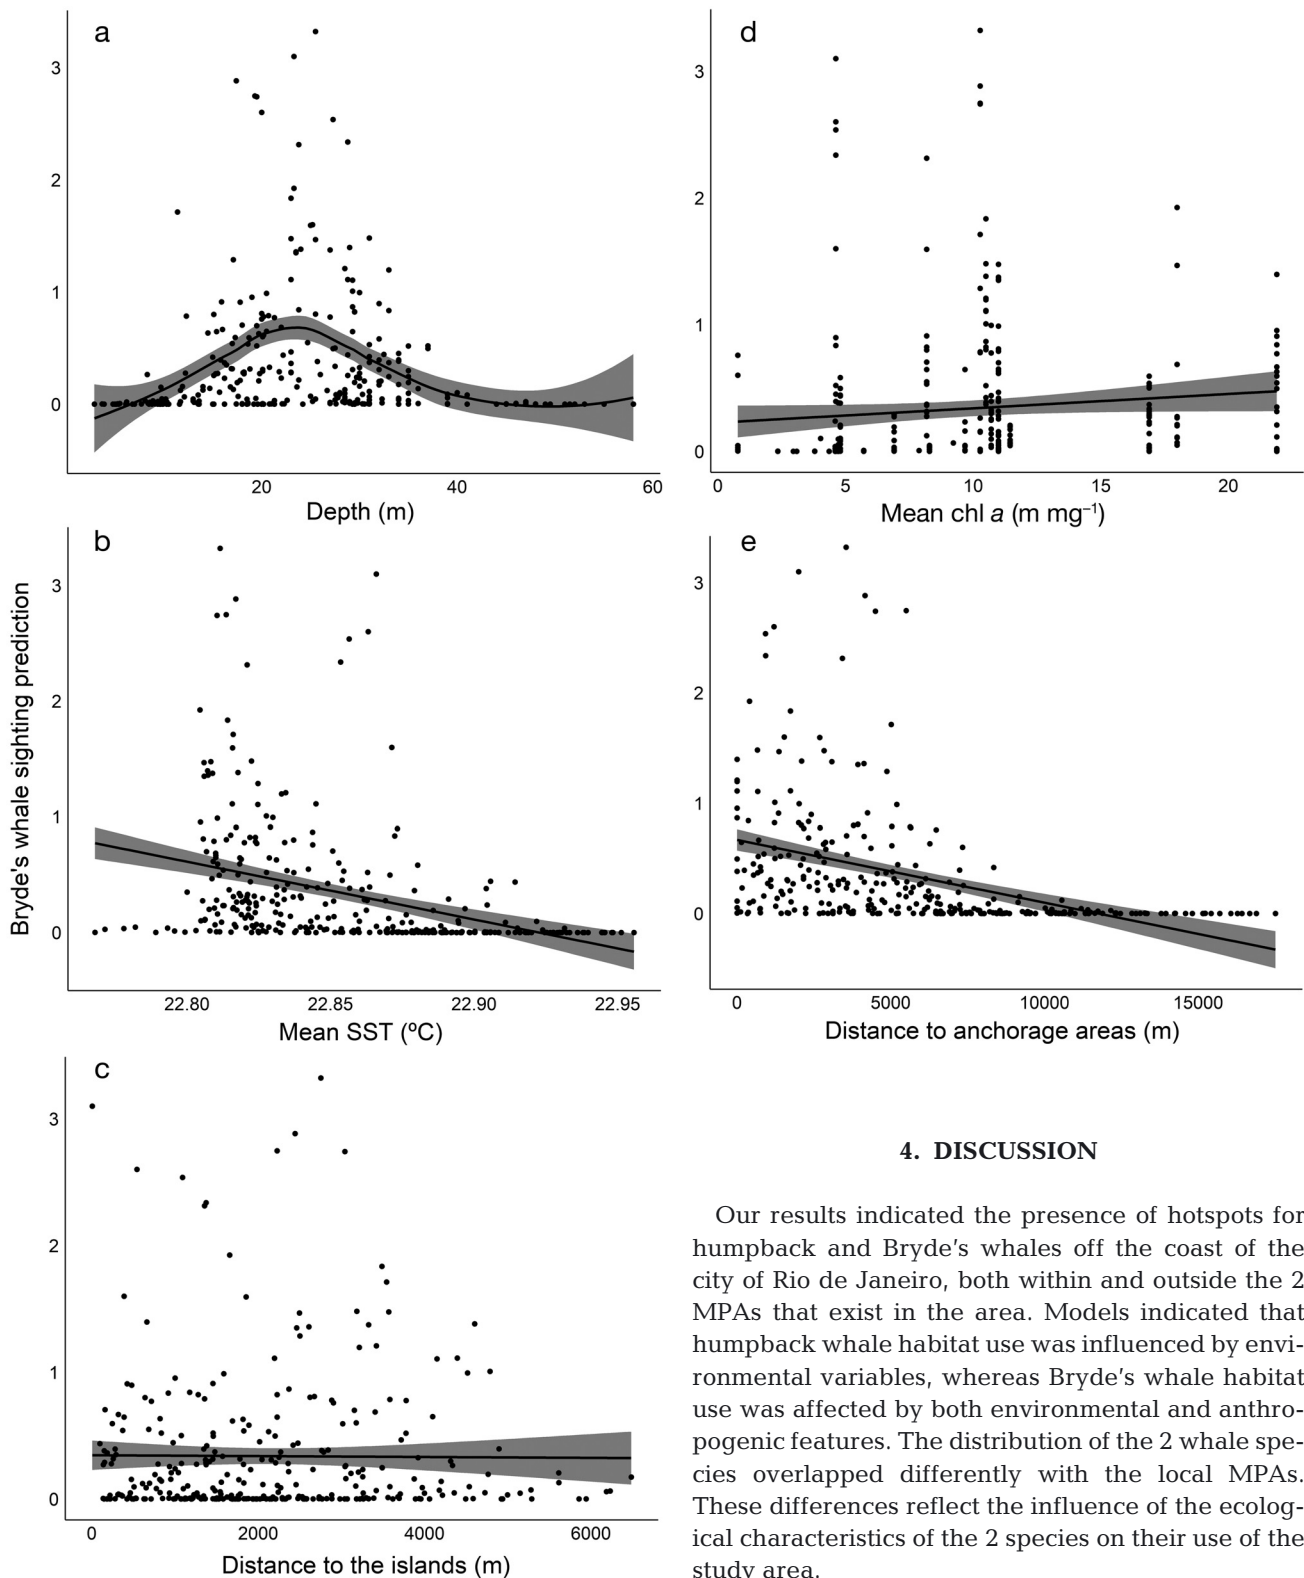 a
3
2
1
0
20
40
60
Depth (m)
b
3
2
1
0
22.80
22.85
22.90
22.95
Mean SST (ºC)
Bryde's whale sighting prediction
c
3
2
1
0
0
2000
4000
6000
Distance to the islands (m)
d
3
2
1
0
0
5
10
15
20
Mean chl a (m mg⁻¹)
e
3
2
1
0
0
5000
10000
15000
Distance to anchorage areas (m)
4. DISCUSSION
Our results indicated the presence of hotspots for
humpback and Bryde's whales off the coast of the
city of Rio de Janeiro, both within and outside the 2
MPAs that exist in the area. Models indicated that
humpback whale habitat use was influenced by envi-
ronmental variables, whereas Bryde's whale habitat
use was affected by both environmental and anthro-
pogenic features. The distribution of the 2 whale spe-
cies overlapped differently with the local MPAs.
These differences reflect the influence of the ecolog-
ical characteristics of the 2 species on their use of the
study area.